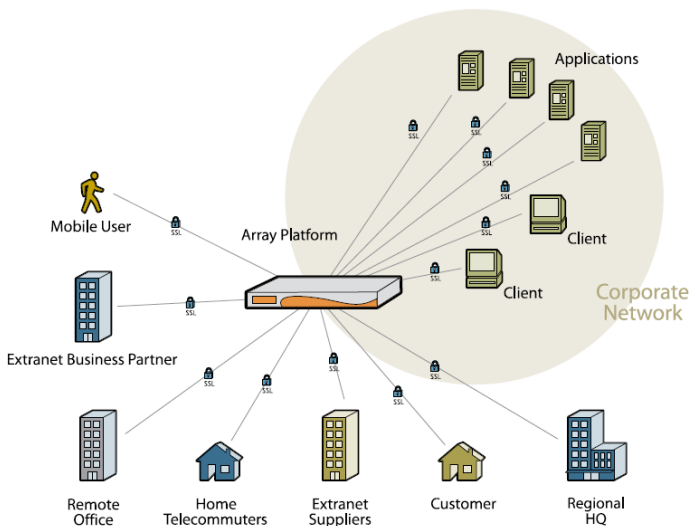 Applications
SSL
SSL
SSL
SSL
SSL
SSL
SSL
SSL
SSL
SSL
SSL
SSL
SSL
Mobile User
Array Platform
Client
Client
Corporate
Network
Extranet Business Partner
Remote
Office
Home
Telecommuters
Extranet
Suppliers
Customer
Regional
HQ